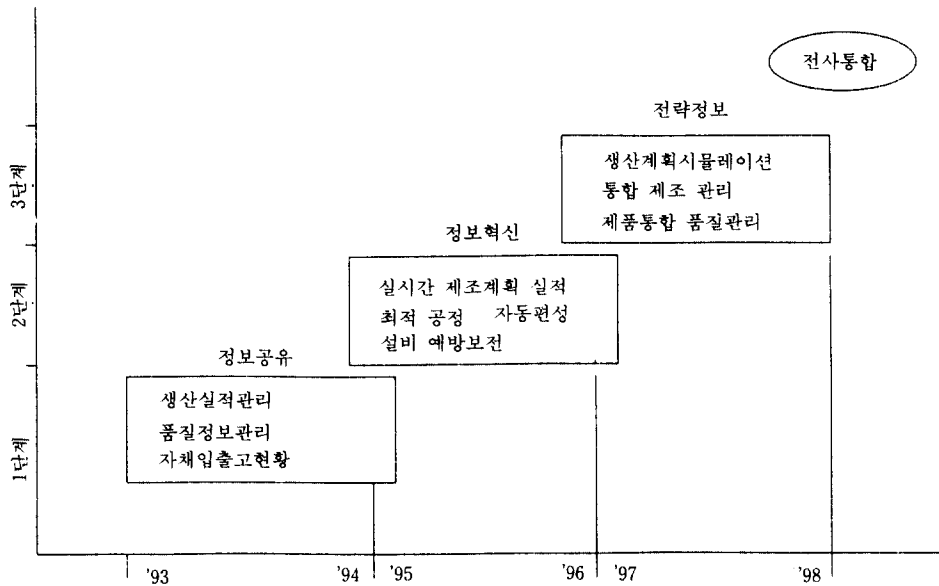 전사통합
전략정보
생산계획시뮬레이션
통합 제조 관리
제품통합 품질관리
3단계
정보혁신
실시간 제조계획 실적
최적 공정 자동편성
설비 예방보전
2단계
정보공유
생산실적관리
품질정보관리
자채입출고현황
1단계
'93 '94 '95 '96 '97 '98